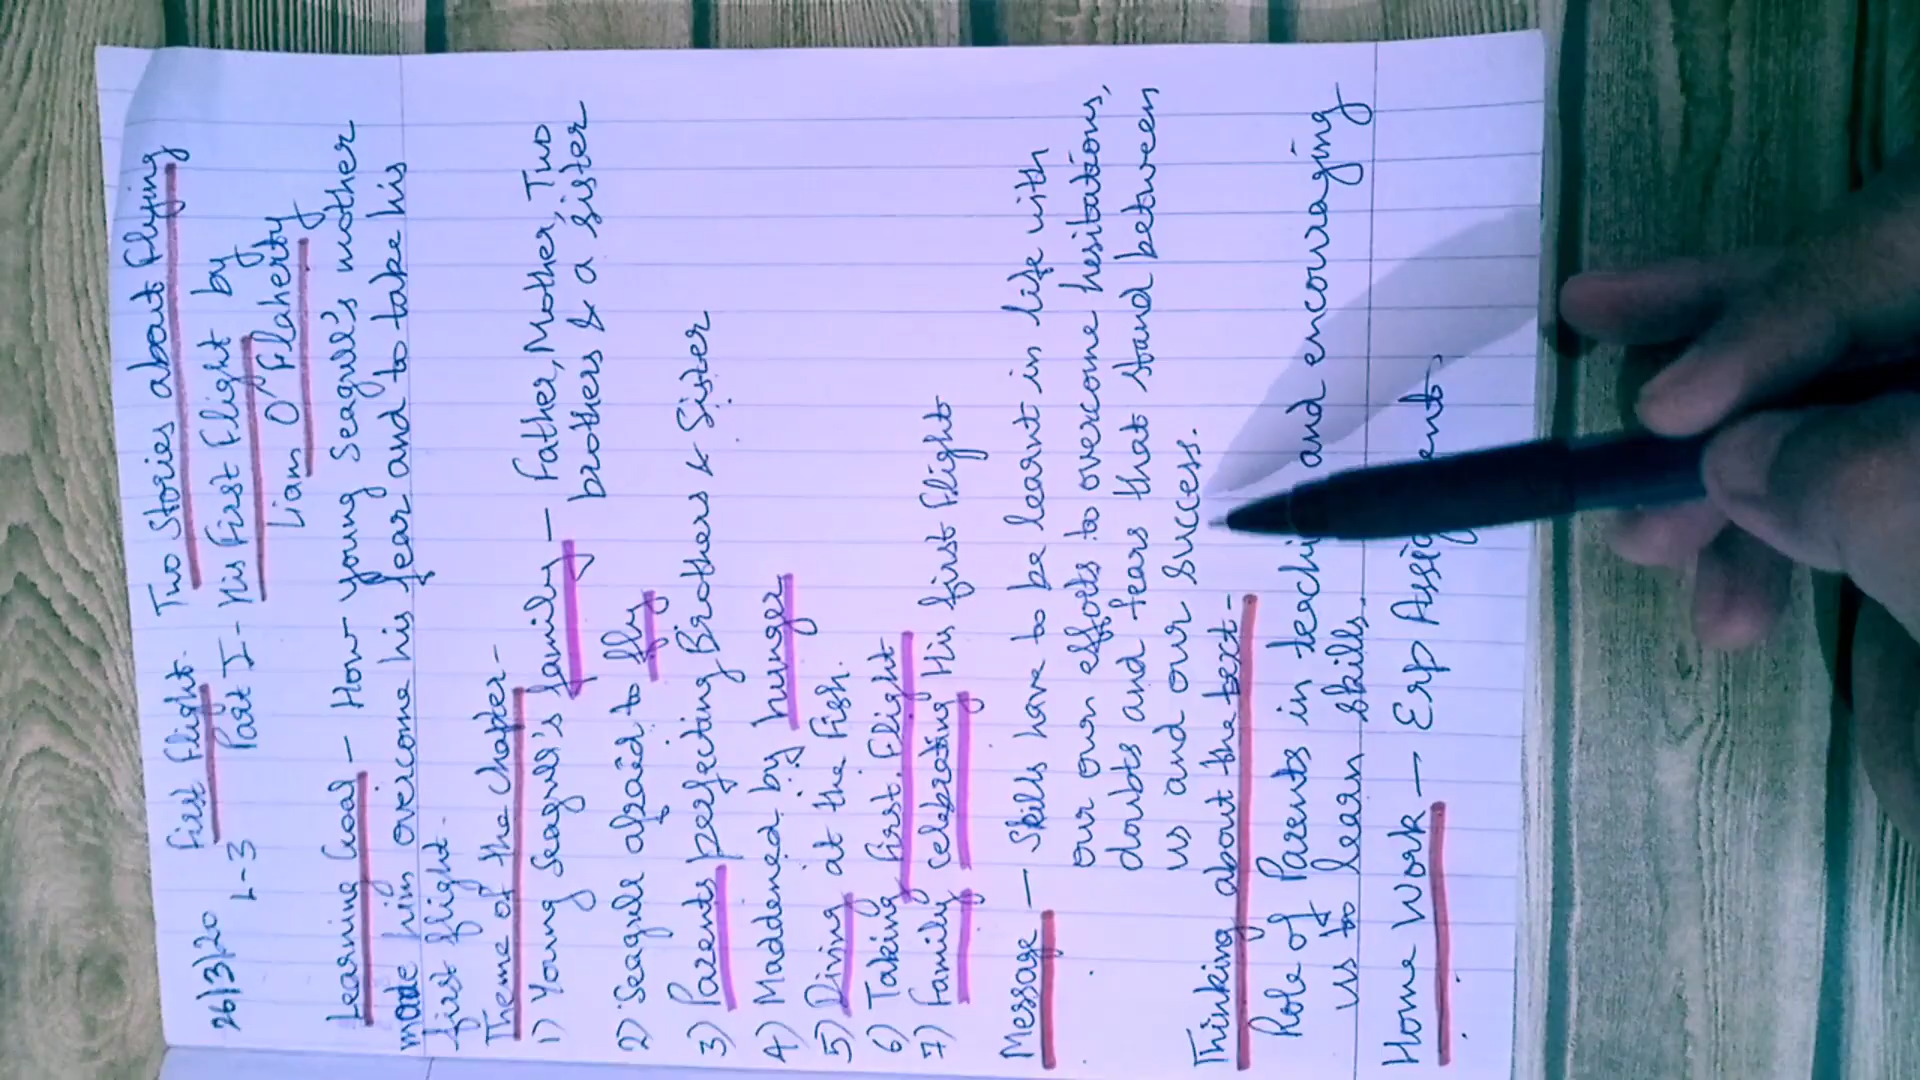 First Flight.
Two Stories about Flying
26/3/20 L-3 Part I - His First Flight by
Liam O'Flaherty
Learning Goal - How young Seagull's mother
made him overcome his fear and to take his
first flight.
Theme of the chapter-
1) Young Seagull's family - Father, Mother, Two
brothers & a sister
2) Seagull afraid to fly
3) Parents perfecting Brothers & Sister
4) Maddened by hunger
5) Diving at the Fish.
6) Taking First Flight
7) Family celebrating His first Flight
Message - Skills have to be learnt in life with
our own efforts to overcome hesitations,
doubts and fears that stand between
us and our success.
Thinking about the text-
Role of Parents in and encouraging
us to learn skills.
Home Work - Erp